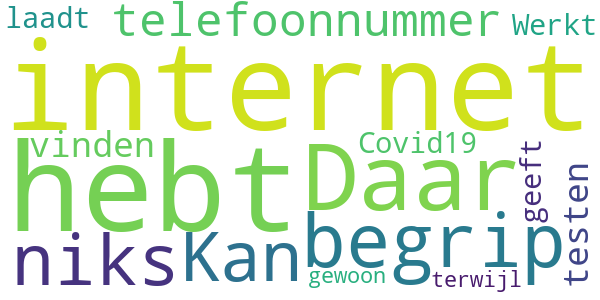 laadt
telefoonnummer
Werkt
internet
vinden
Covid19
hebt
Daar
geeft
testen
niks
Kan
begrip
gewoon
terwijl